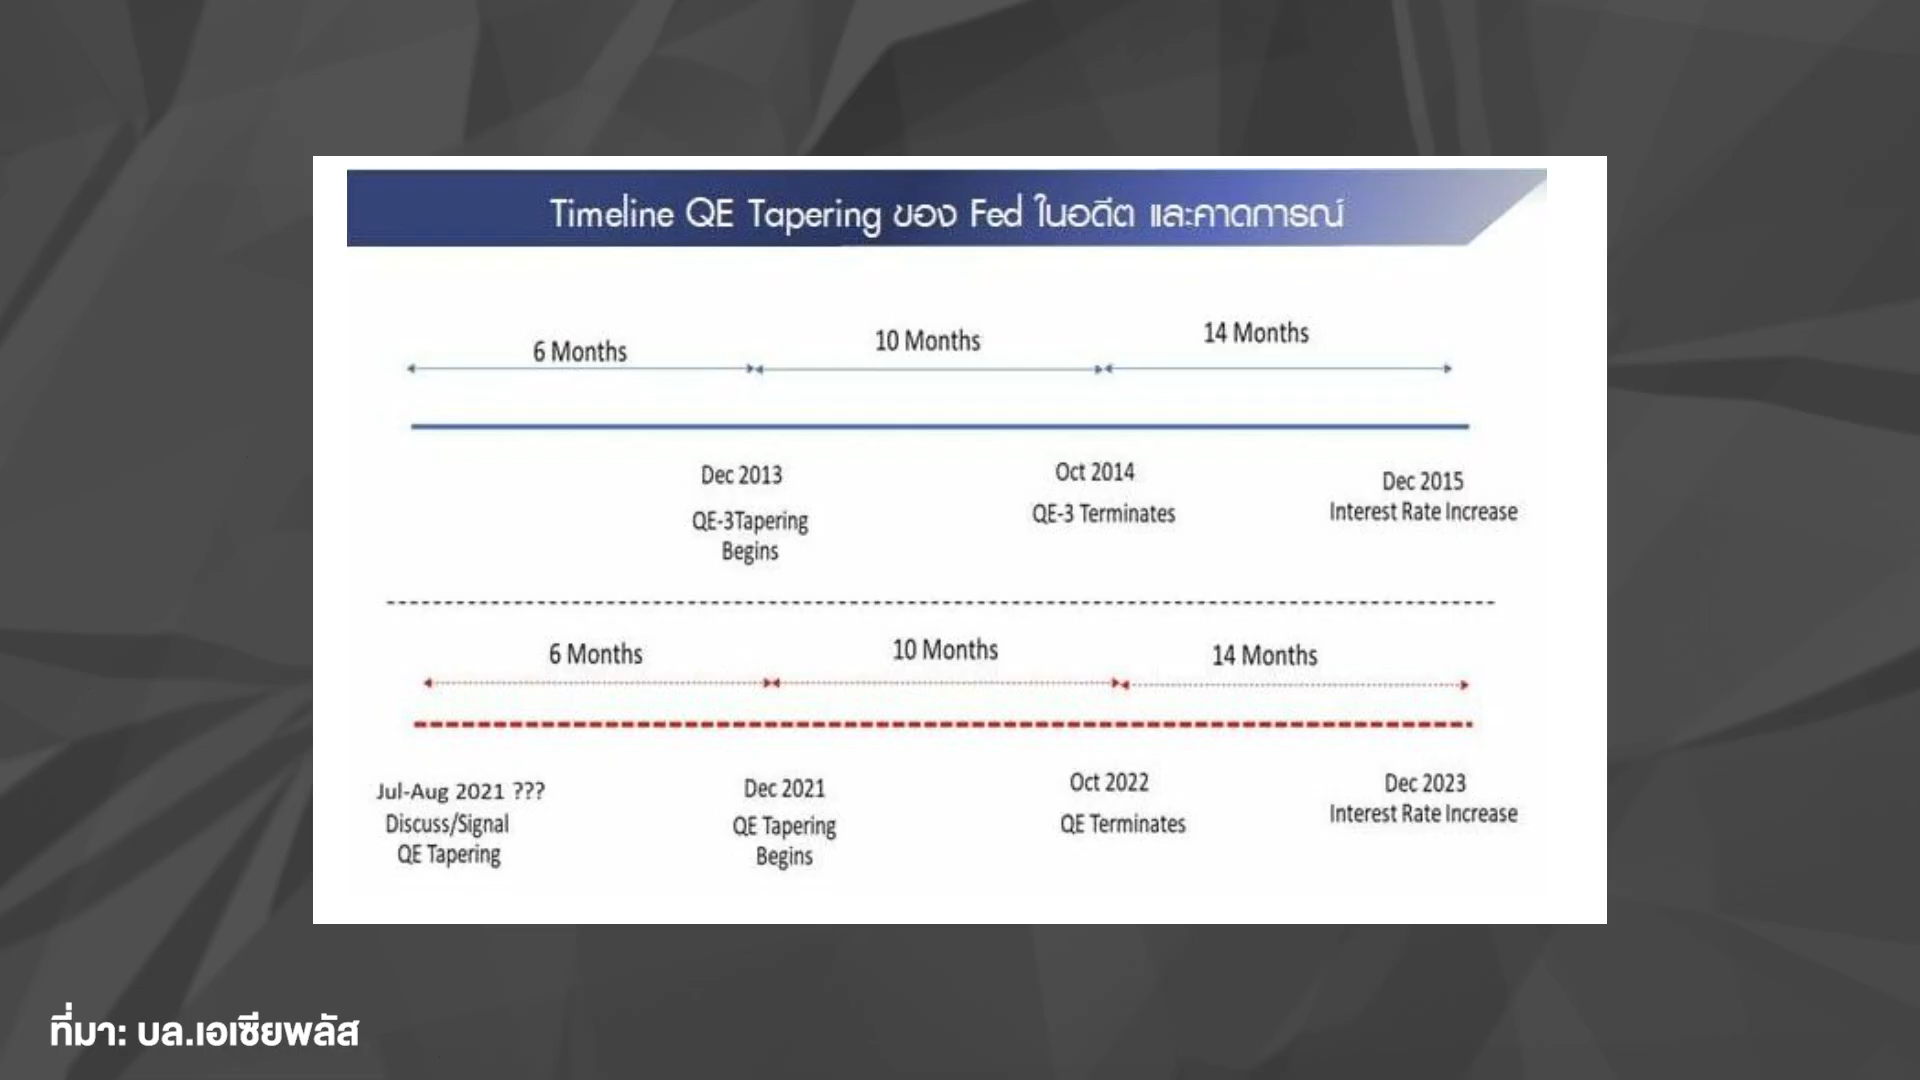 Timeline QE Tapering ของ Fed ในอดีต และคาดการณ์
6 Months
10 Months
14 Months
Dec 2013
QE-3Tapering
Begins
Oct 2014
QE-3 Terminates
Dec 2015
Interest Rate Increase
6 Months
10 Months
14 Months
Jul-Aug 2021 ???
Discuss/Signal
QE Tapering
Dec 2021
QE Tapering
Begins
Oct 2022
QE Terminates
Dec 2023
Interest Rate Increase
ที่มา: บล.เอเซียพลัส